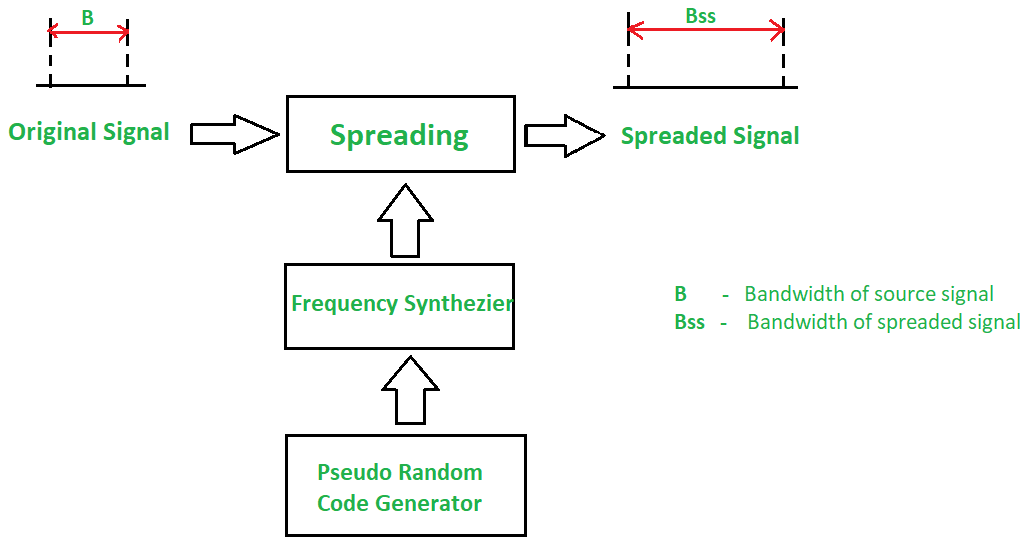 B
Bss
Original Signal
Spreading
Spreaded Signal
Frequency Synthezier
B - Bandwidth of source signal
Bss - Bandwidth of spreaded signal
Pseudo Random
Code Generator